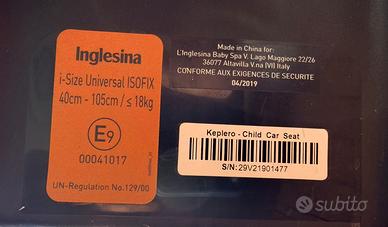 Inglesina
i-Size Universal ISOFIX
40cm - 105cm / ≤ 18kg
E9
00041017
UN-Regulation No.129/00
Made in China for:
L'Inglesina Baby Spa V. Lago Maggiore 22/26
36077 Altavilla V.na (VI) Italy
CONFORME AUX EXIGENCES DE SECURITE
04/2019
Keplero - Child Car Seat
S/N:29V21901477
subito